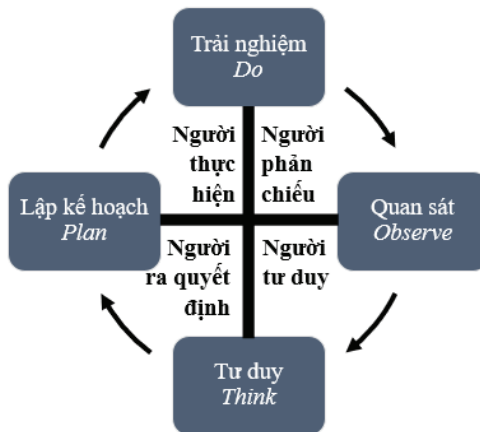 Trải nghiệm
Do
Người
thực
hiện
Người
phản
chiếu
Lập kế hoạch
Plan
Quan sát
Observe
Người
ra quyết
định
Người
tư duy
Tư duy
Think